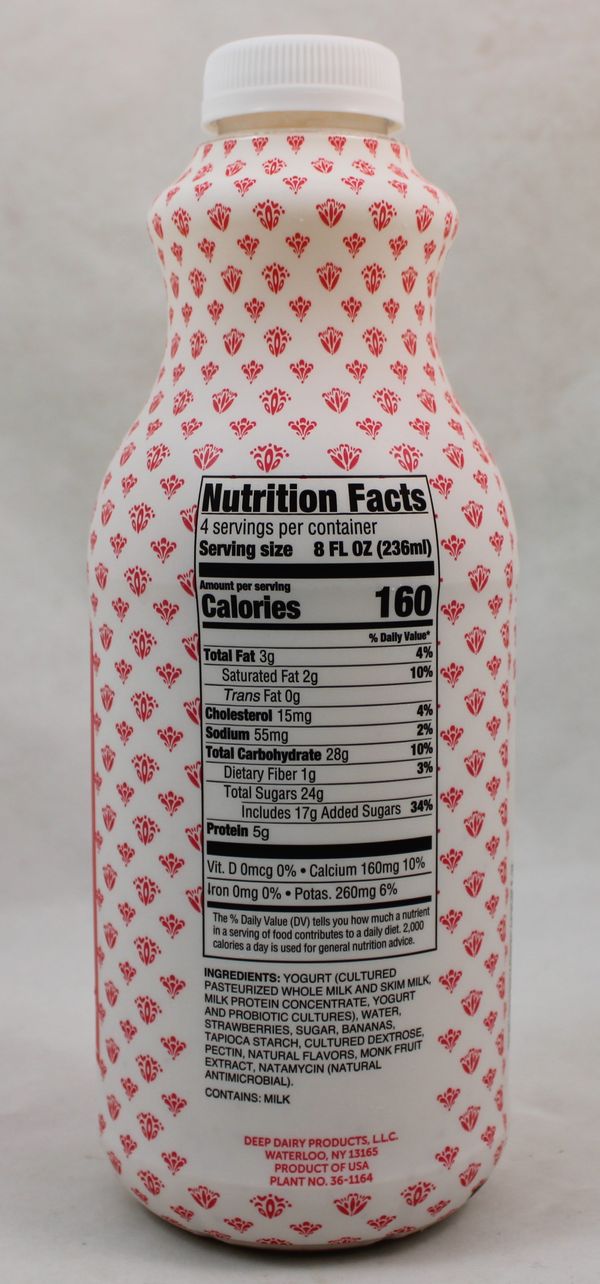 Nutrition Facts
4 servings per container
Serving size 8 FL OZ (236ml)
Amount per serving
Calories 160
% Daily Value*
Total Fat 3g 4%
Saturated Fat 2g 10%
Trans Fat 0g
Cholesterol 15mg 4%
Sodium 55mg 2%
Total Carbohydrate 28g 10%
Dietary Fiber 1g 3%
Total Sugars 24g
Includes 17g Added Sugars 34%
Protein 5g
Vit. D 0mcg 0% • Calcium 160mg 10%
Iron 0mg 0% • Potas. 260mg 6%
The % Daily Value (DV) tells you how much a nutrient
in a serving of food contributes to a daily diet. 2,000
calories a day is used for general nutrition advice.
INGREDIENTS: YOGURT (CULTURED
PASTEURIZED WHOLE MILK AND SKIM MILK,
MILK PROTEIN CONCENTRATE, YOGURT
AND PROBIOTIC CULTURES), WATER,
STRAWBERRIES, SUGAR, BANANAS,
TAPIOCA STARCH, CULTURED DEXTROSE,
PECTIN, NATURAL FLAVORS, MONK FRUIT
EXTRACT, NATAMYCIN (NATURAL
ANTIMICROBIAL).
CONTAINS: MILK
DEEP DAIRY PRODUCTS, L.L.C.
WATERLOO, NY 13165
PRODUCT OF USA
PLANT NO. 36-1164